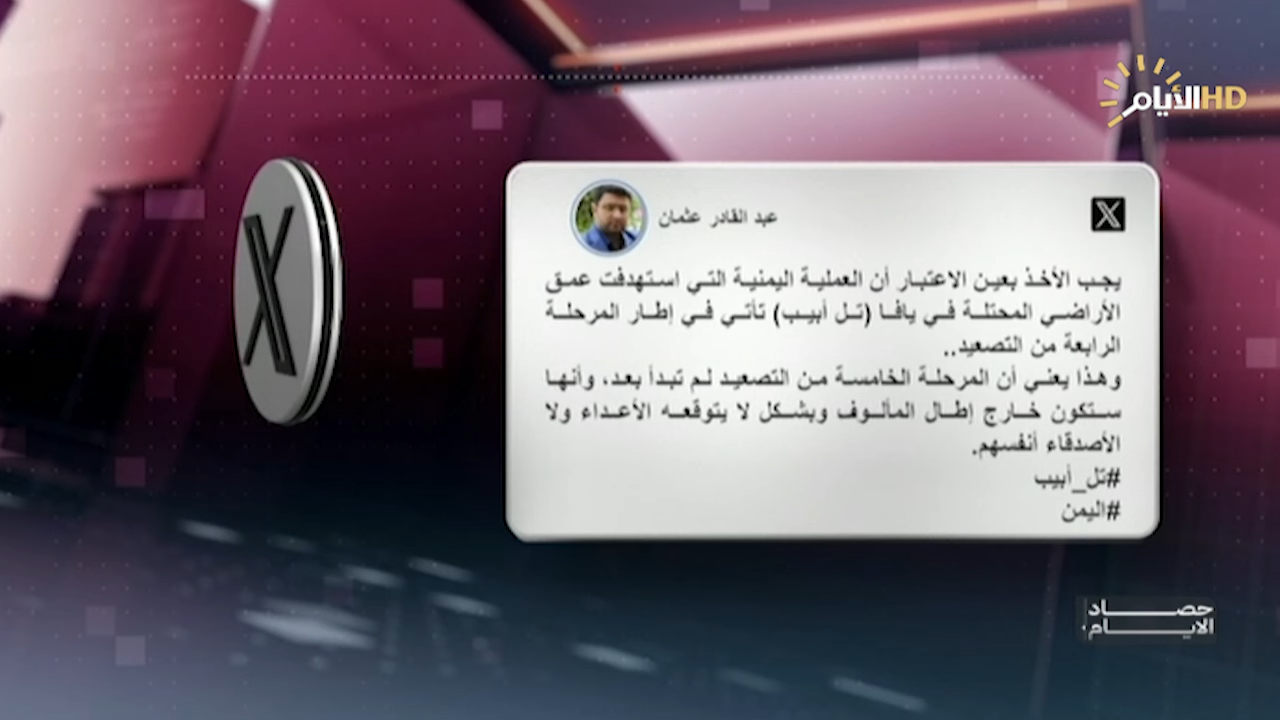 الأيام HD
عبد القادر عثمان
يجب الأخذ بعين الاعتبار أن العملية اليمنية التي استهدفت عمق
الأراضي المحتلة في يافا (تل أبيب) تأتي في إطار المرحلة
الرابعة من التصعيد..
وهذا يعني أن المرحلة الخامسة من التصعيد لم تبدأ بعد، وأنها
ستكون خارج إطال المألوف وبشكل لا يتوقعه الأعداء ولا
الأصدقاء أنفسهم.
#تل_أبيب
#اليمن
حصاد
الايام